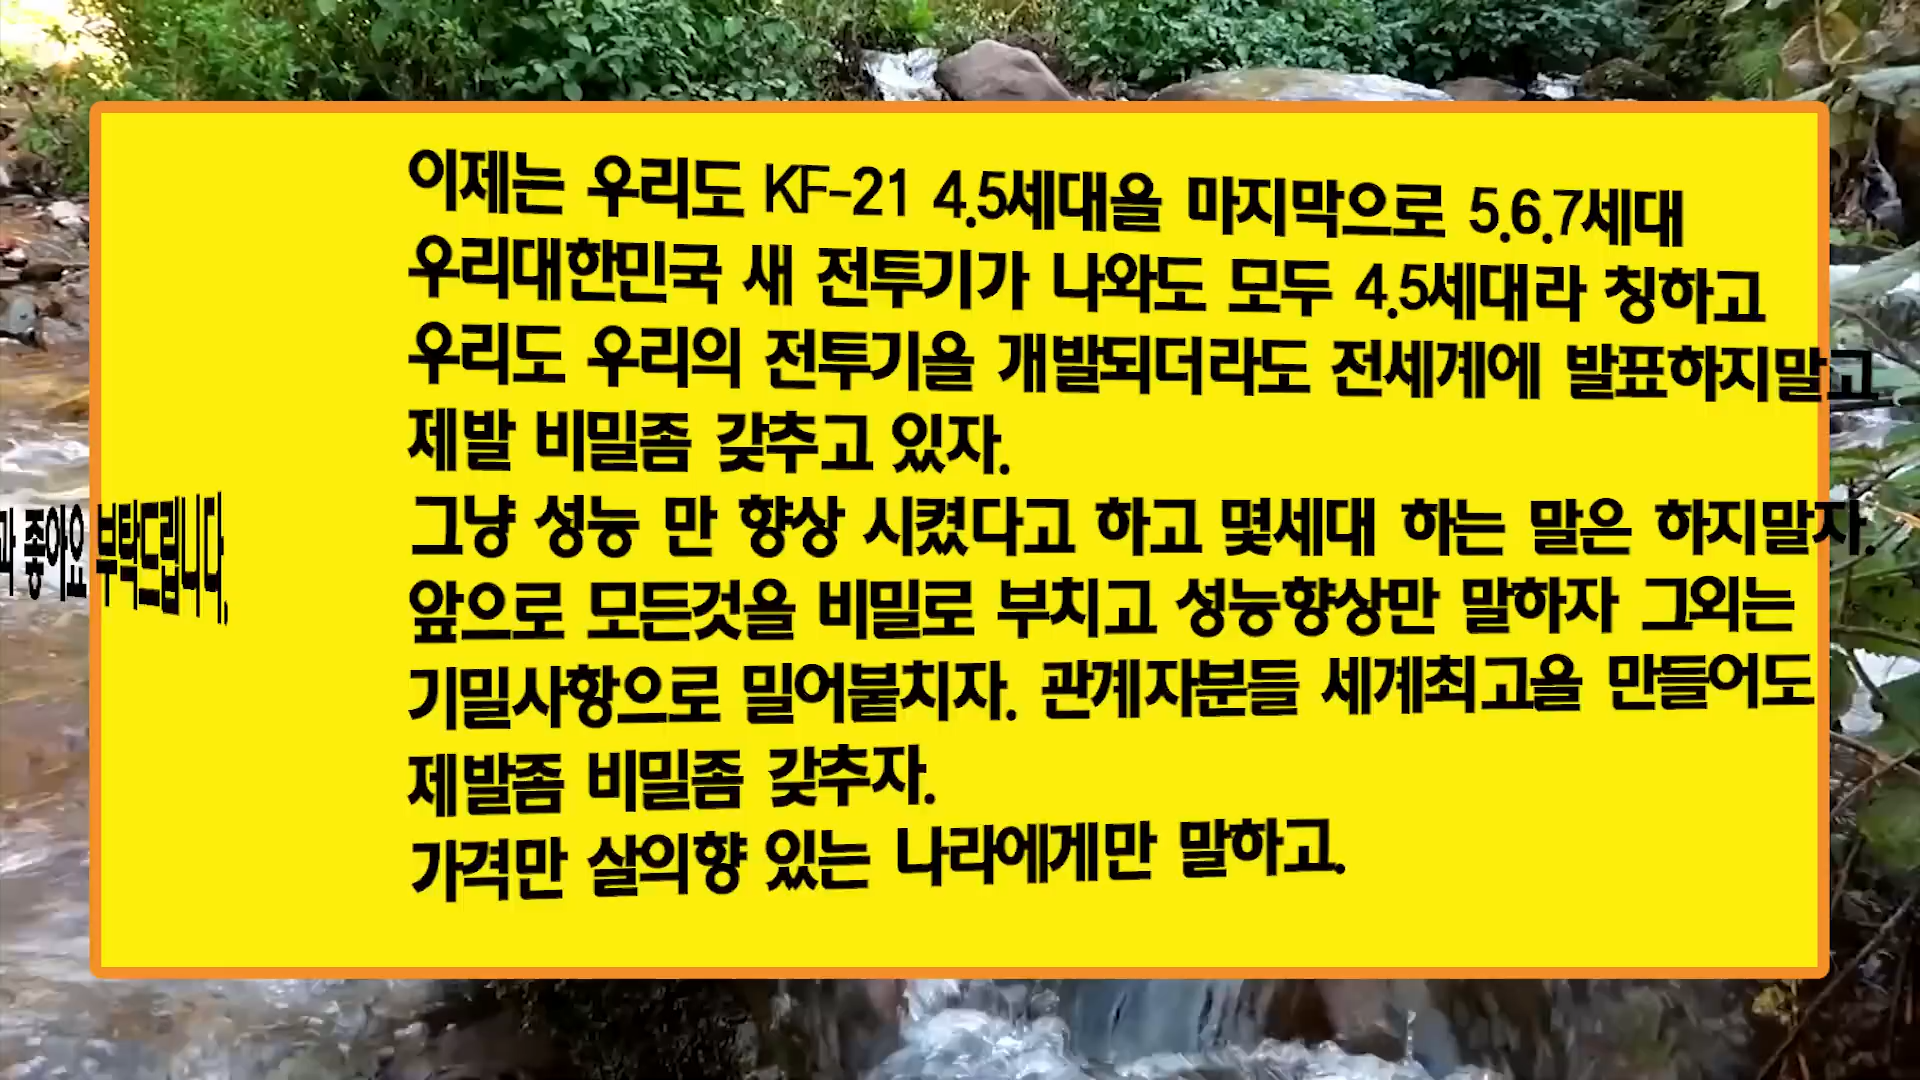 이제는 우리도 KF-21 4.5세대을 마지막으로 5.6.7세대
우리대한민국 새 전투기가 나와도 모두 4.5세대라 칭하고
우리도 우리의 전투기을 개발되더라도 전세계에 발표하지말고
제발 비밀좀 갖추고 있자.
그냥 성능 만 향상 시켰다고 하고 몇세대 하는 말은 하지말자.
앞으로 모든것을 비밀로 부치고 성능향상만 말하자 그외는
기밀사항으로 밀어붙치자. 관계자분들 세계최고을 만들어도
제발좀 비밀좀 갖추자.
가격만 살의향 있는 나라에게만 말하고.
과 좋아요 부탁드립니다.